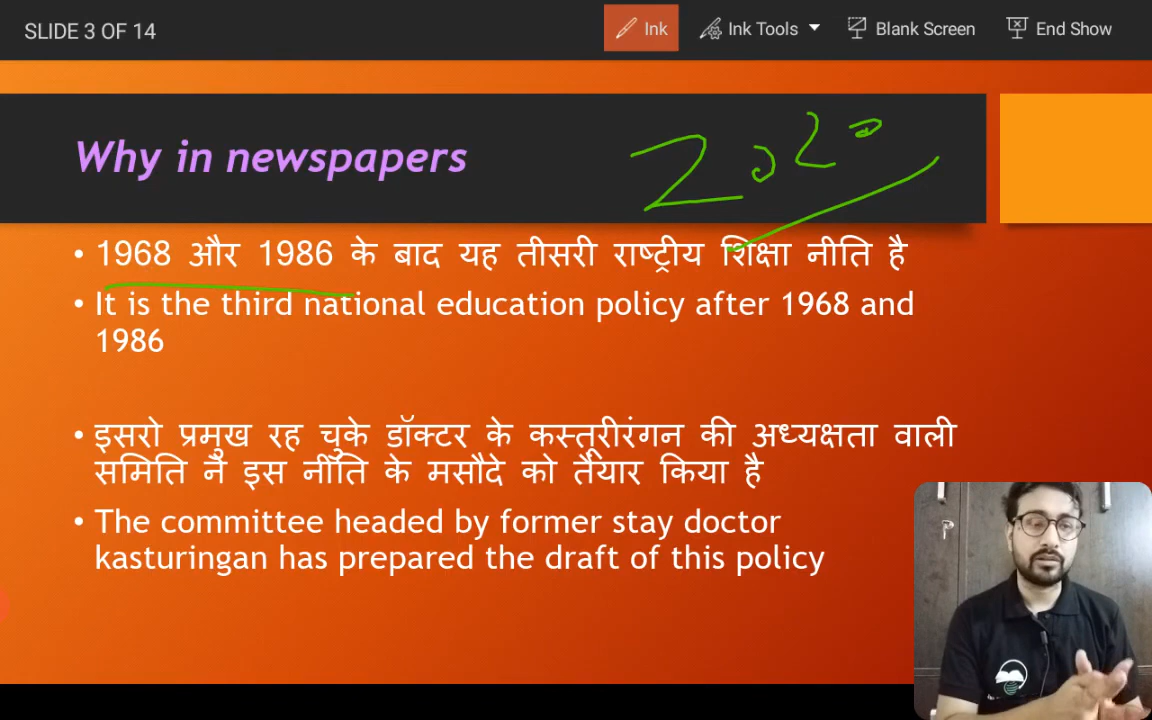 SLIDE 3 OF 14
Ink
Ink Tools
Blank Screen
End Show
Why in newspapers
2020
• 1968 और 1986 के बाद यह तीसरी राष्ट्रीय शिक्षा नीति है
• It is the third national education policy after 1968 and
1986
• इसरो प्रमुख रह चुके डॉक्टर के कस्तूरीरंगन की अध्यक्षता वाली
समिति ने इस नीति के मसौदे को तैयार किया है
• The committee headed by former stay doctor
kasturingan has prepared the draft of this policy